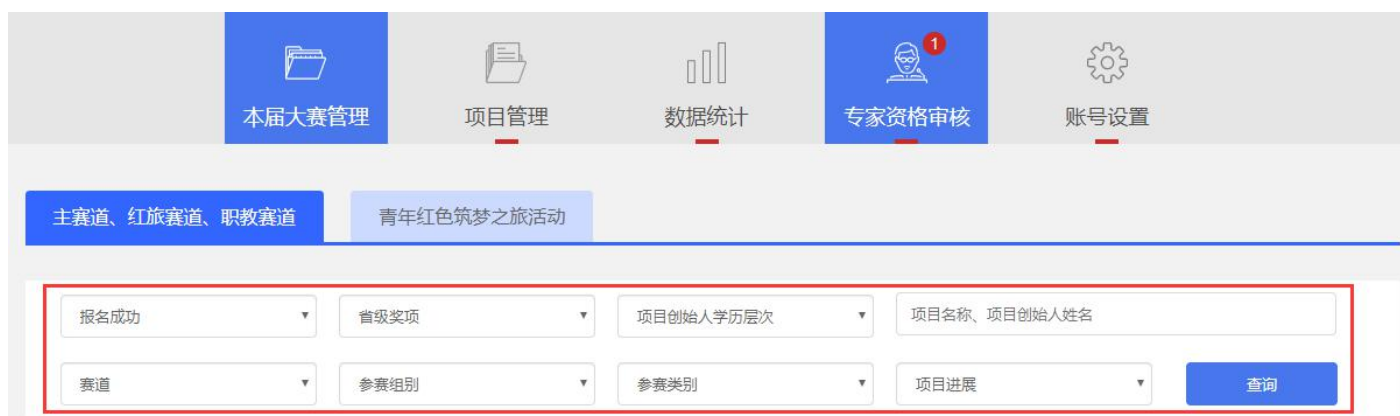 1
本届大赛管理 项目管理 数据统计 专家资格审核 账号设置
主赛道、红旅赛道、职教赛道 青年红色筑梦之旅活动
报名成功 省级奖项 项目创始人学历层次 项目名称、项目创始人姓名
赛道 参赛组别 参赛类别 项目进展 查询